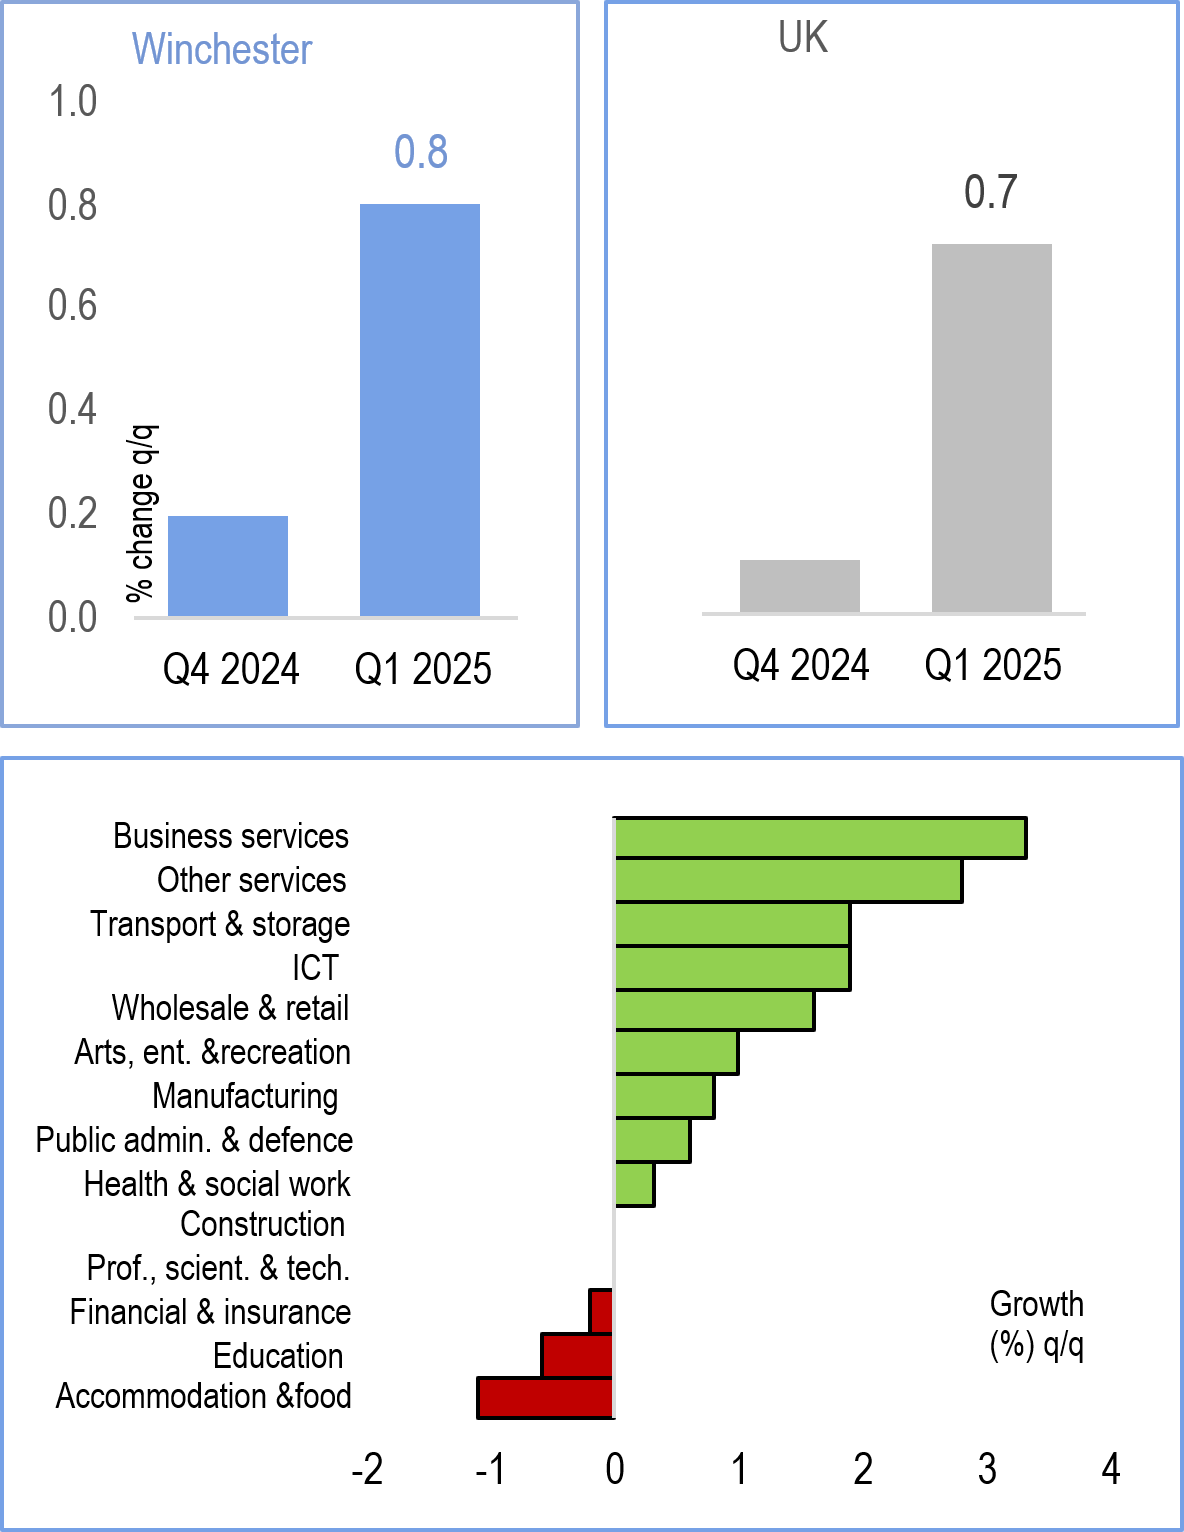 Winchester
1.0
0.8
0.8
0.6
0.4
0.2
0.0
% change q/q
Q4 2024 Q1 2025
UK
0.7
Q4 2024 Q1 2025
Business services
Other services
Transport & storage
ICT
Wholesale & retail
Arts, ent. &recreation
Manufacturing
Public admin. & defence
Health & social work
Construction
Prof., scient. & tech.
Financial & insurance
Education
Accommodation &food
Growth
(%) q/q
-2 -1 0 1 2 3 4